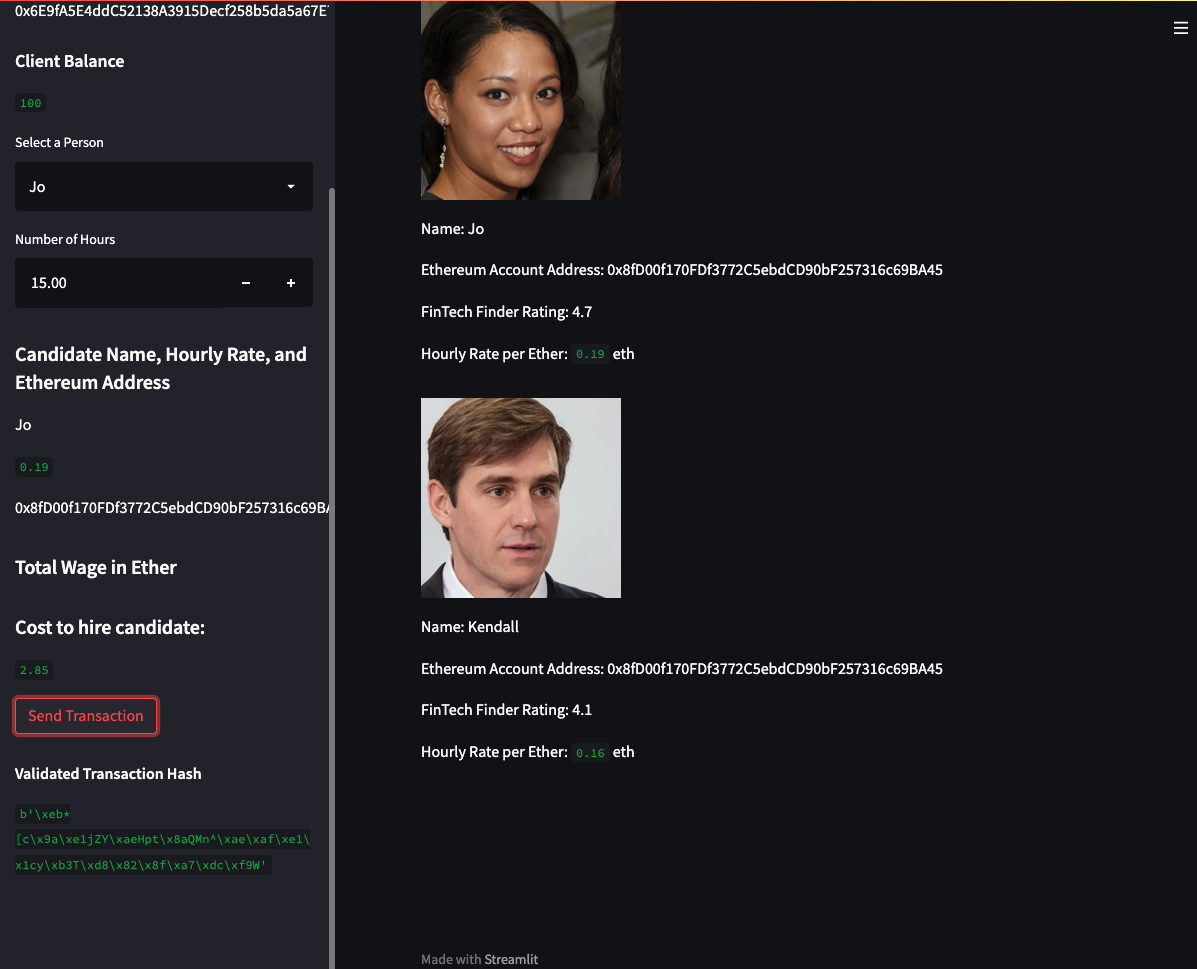 0x6E9fA5E4ddC52138A3915Decf258b5da5a67E
Client Balance
100
Select a Person
Jo
Number of Hours
15.00
Candidate Name, Hourly Rate, and
Ethereum Address
Jo
0.19
0x8fD00f170FDf3772C5ebdCD90bF257316c69BA
Total Wage in Ether
Cost to hire candidate:
2.85
Send Transaction
Validated Transaction Hash
b'\xeb*
[c\x9a\xe1jZY\xaeHpt\x8aQMn^\xae\xaf\xe1\
x1cy\xb3T\xd8\x82\x8f\xa7\xdc\xf9W'
Name: Jo
Ethereum Account Address: 0x8fD00f170FDf3772C5ebdCD90bF257316c69BA45
FinTech Finder Rating: 4.7
Hourly Rate per Ether: 0.19 eth
Name: Kendall
Ethereum Account Address: 0x8fD00f170FDf3772C5ebdCD90bF257316c69BA45
FinTech Finder Rating: 4.1
Hourly Rate per Ether: 0.16 eth
Made with Streamlit